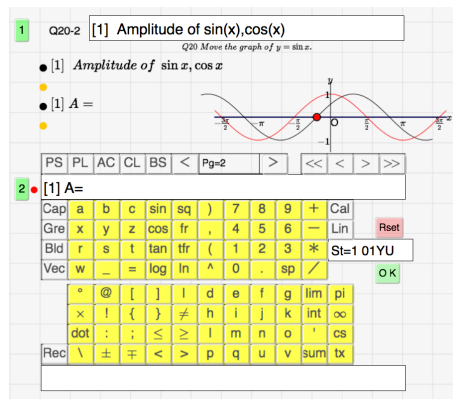 1 Q20-2 [1] Amplitude of sin(x),cos(x)
Q20 Move the graph of y = sin x.
[1] Amplitude of sin x, cos x
[1] A =
y
1
-3π/2 -π -π/2 O π/2 π 3π/2 x
-1
PS PL AC CL BS < Pg=2 > << < > >>
2 [1] A=
Cap a b c sin sq ) 7 8 9 + Cal
Gre x y z cos fr , 4 5 6 − Lin Rset
Bld r s t tan tfr ( 1 2 3 * St=1 01YU
Vec w _ = log ln ^ 0 . sp / O K
° @ [ ] l d e f g lim pi
× ! { } ≠ h i j k int ∞
dot : ; ≤ ≥ l m n o ' cs
Rec \ ± ∓ < > p q u v sum tx